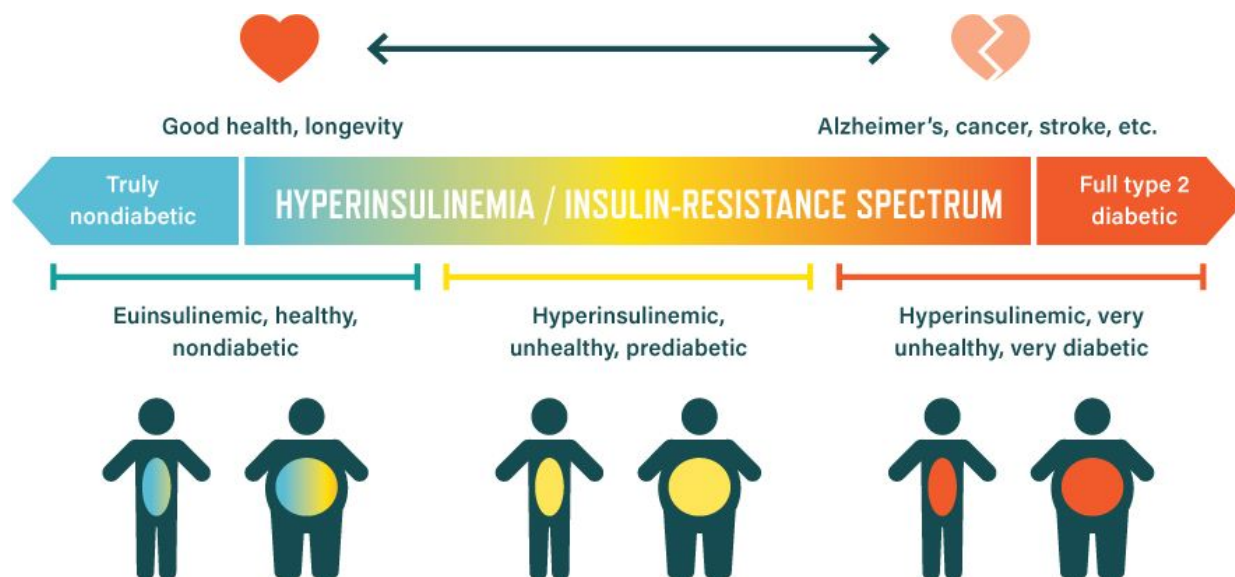 Good health, longevity
Alzheimer's, cancer, stroke, etc.
Truly
nondiabetic
HYPERINSULINEMIA / INSULIN-RESISTANCE SPECTRUM
Full type 2
diabetic
Euinsulinemic, healthy,
nondiabetic
Hyperinsulinemic,
unhealthy, prediabetic
Hyperinsulinemic, very
unhealthy, very diabetic